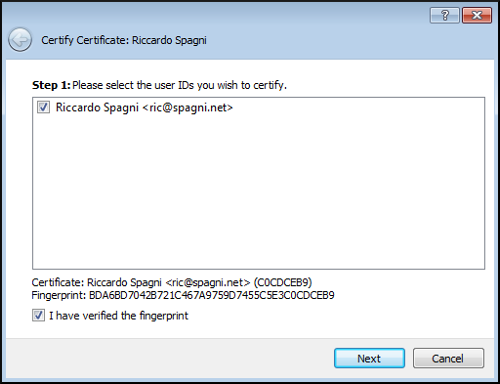 Certify Certificate: Riccardo Spagni
Step 1: Please select the user IDs you wish to certify.
Riccardo Spagni <ric@spagni.net>
Certificate: Riccardo Spagni <ric@spagni.net> (C0CDCEB9)
Fingerprint: BDA6BD7042B721C467A9759D7455C5E3C0CDCEB9
I have verified the fingerprint
Next Cancel